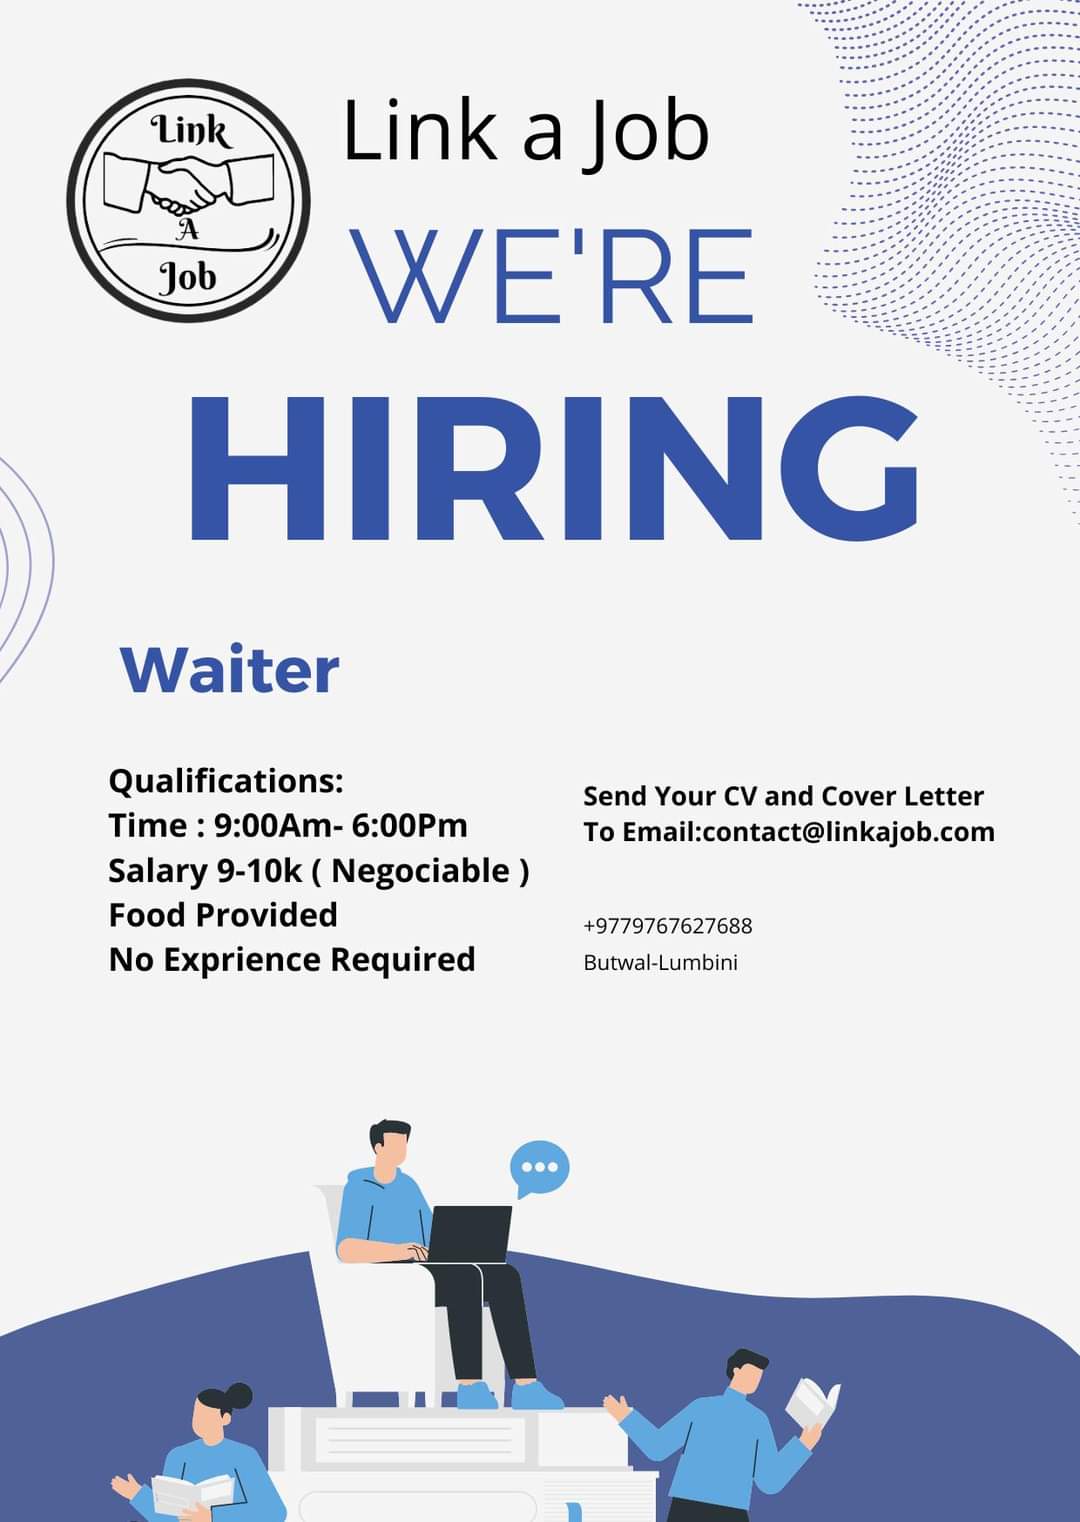 Link
A
Job
Link a Job
WE'RE
HIRING
Waiter
Qualifications:
Time : 9:00Am- 6:00Pm
Salary 9-10k ( Negociable )
Food Provided
No Exprience Required
Send Your CV and Cover Letter
To Email:contact@linkajob.com
+9779767627688
Butwal-Lumbini